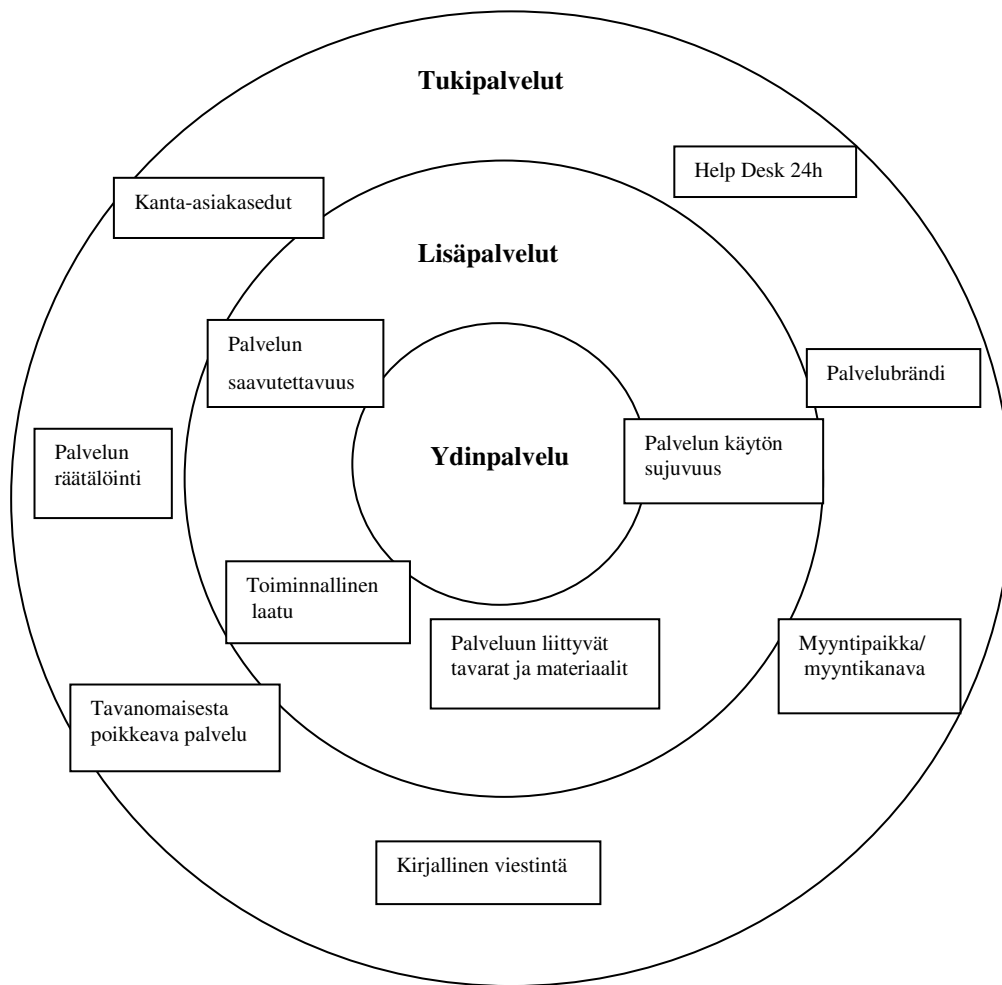 Tukipalvelut
Help Desk 24h
Kanta-asiakasedut
Lisäpalvelut
Palvelun
saavutettavuus
Palvelubrändi
Palvelun
räätälöinti
Ydinpalvelu
Palvelun käytön
sujuvuus
Toiminnallinen
laatu
Palveluun liittyvät
tavarat ja materiaalit
Myyntipaikka/
myyntikanava
Tavanomaisesta
poikkeava palvelu
Kirjallinen viestintä